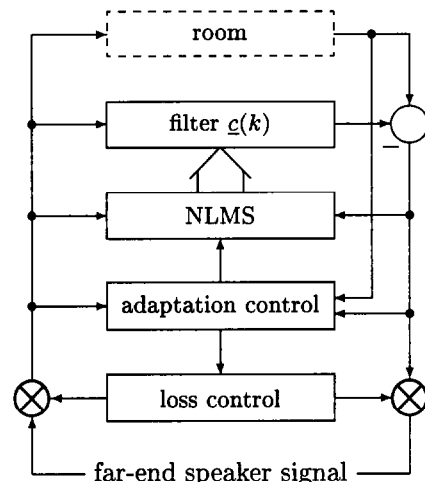 room
filter c(k)
−
NLMS
adaptation control
loss control
far-end speaker signal